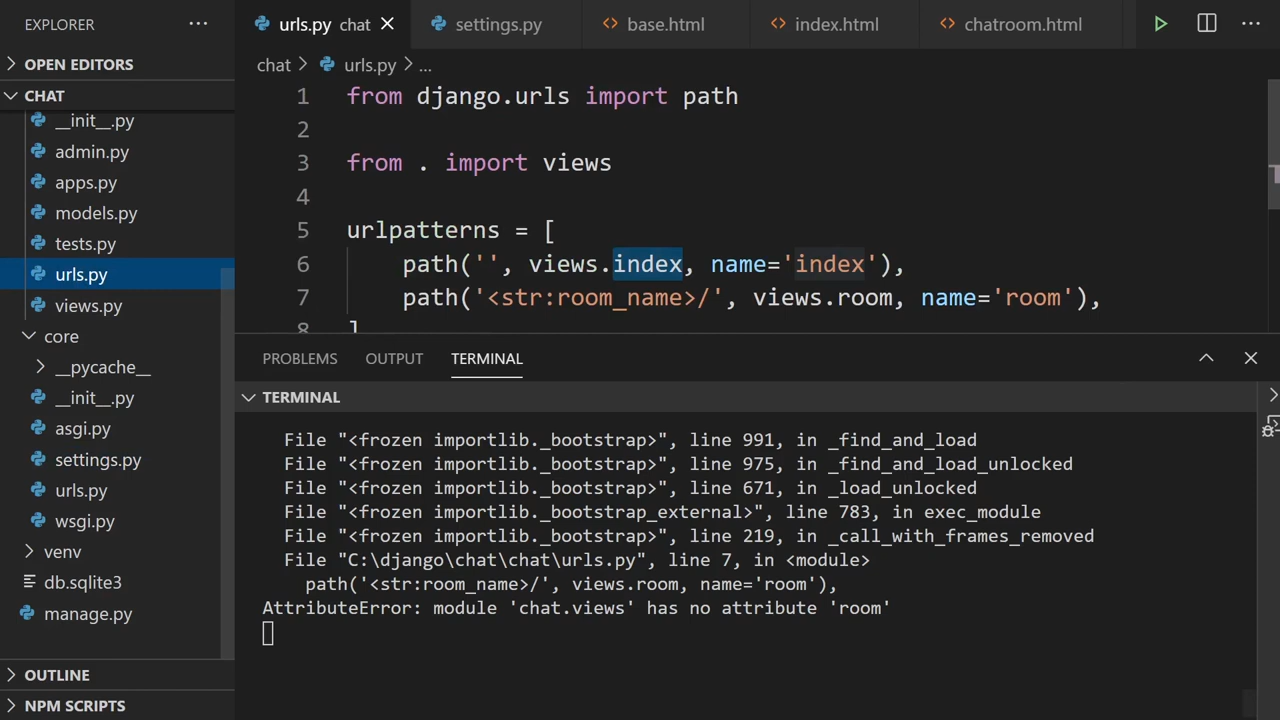 EXPLORER ...
OPEN EDITORS
CHAT
__init__.py
admin.py
apps.py
models.py
tests.py
urls.py
views.py
core
__pycache__
__init__.py
asgi.py
settings.py
urls.py
wsgi.py
venv
db.sqlite3
manage.py
OUTLINE
NPM SCRIPTS
urls.py chat settings.py base.html index.html chatroom.html ...
chat > urls.py > ...
1 from django.urls import path
2
3 from . import views
4
5 urlpatterns = [
6 path('', views.index, name='index'),
7 path('<str:room_name>/', views.room, name='room'),
8 ]
PROBLEMS OUTPUT TERMINAL
TERMINAL
File "<frozen importlib._bootstrap>", line 991, in _find_and_load
File "<frozen importlib._bootstrap>", line 975, in _find_and_load_unlocked
File "<frozen importlib._bootstrap>", line 671, in _load_unlocked
File "<frozen importlib._bootstrap_external>", line 783, in exec_module
File "<frozen importlib._bootstrap>", line 219, in _call_with_frames_removed
File "C:\django\chat\chat\urls.py", line 7, in <module>
path('<str:room_name>/', views.room, name='room'),
AttributeError: module 'chat.views' has no attribute 'room'